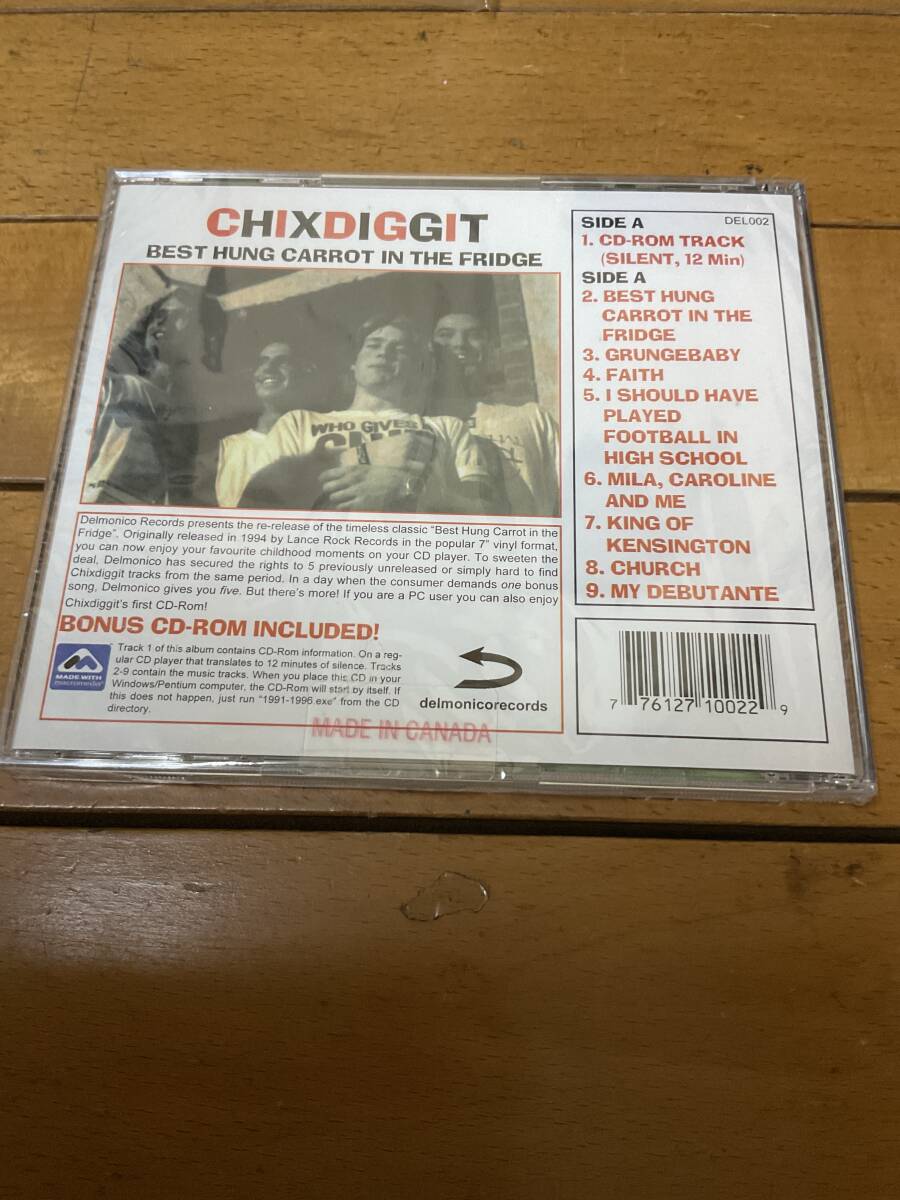 CHIXDIGGIT
BEST HUNG CARROT IN THE FRIDGE
WHO GIVES
Delmonico Records presents the re-release of the timeless classic "Best Hung Carrot in the
Fridge". Originally released in 1994 by Lance Rock Records in the popular 7" vinyl format,
you can now enjoy your favourite childhood moments on your CD player. To sweeten the
deal, Delmonico has secured the rights to 5 previously unreleased or simply hard to find
Chixdiggit tracks from the same period. In a day when the consumer demands one bonus
song, Delmonico gives you five. But there's more! If you are a PC user you can also enjoy
Chixdiggit's first CD-Rom!
BONUS CD-ROM INCLUDED!
MADE WITH
macromedia
Track 1 of this album contains CD-Rom information. On a reg-
ular CD player that translates to 12 minutes of silence. Tracks
2-9 contain the music tracks. When you place this CD in your
Windows/Pentium computer, the CD-Rom will start by itself. If
this does not happen, just run "1991-1996.exe" from the CD
directory.
delmonicorecords
MADE IN CANADA
SIDE A DEL002
1. CD-ROM TRACK
(SILENT, 12 Min)
SIDE A
2. BEST HUNG
CARROT IN THE
FRIDGE
3. GRUNGEBABY
4. FAITH
5. I SHOULD HAVE
PLAYED
FOOTBALL IN
HIGH SCHOOL
6. MILA, CAROLINE
AND ME
7. KING OF
KENSINGTON
8. CHURCH
9. MY DEBUTANTE
7 76127 10022 9